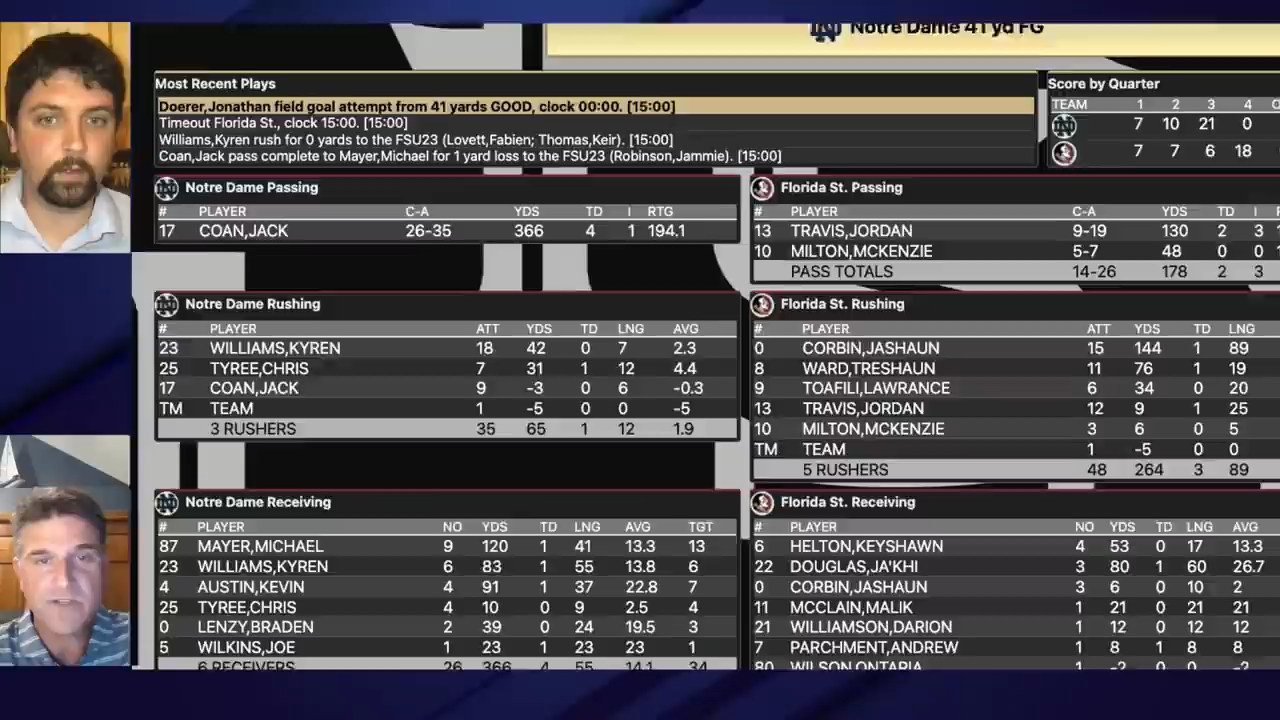 Notre Dame 41 yd FG
Most Recent Plays
Doerer,Jonathan field goal attempt from 41 yards GOOD, clock 00:00. [15:00]
Timeout Florida St., clock 15:00. [15:00]
Williams,Kyren rush for 0 yards to the FSU23 (Lovett,Fabien; Thomas,Keir). [15:00]
Coan,Jack pass complete to Mayer,Michael for 1 yard loss to the FSU23 (Robinson,Jammie). [15:00]
Score by Quarter
TEAM 1 2 3 4
ND 7 10 21 0
7 7 6 18
Notre Dame Passing
# PLAYER C-A YDS TD I RTG
17 COAN,JACK 26-35 366 4 1 194.1
Florida St. Passing
# PLAYER C-A YDS TD I
13 TRAVIS,JORDAN 9-19 130 2 3
10 MILTON,MCKENZIE 5-7 48 0 0
PASS TOTALS 14-26 178 2 3
Notre Dame Rushing
# PLAYER ATT YDS TD LNG AVG
23 WILLIAMS,KYREN 18 42 0 7 2.3
25 TYREE,CHRIS 7 31 1 12 4.4
17 COAN,JACK 9 -3 0 6 -0.3
TM TEAM 1 -5 0 0 -5
3 RUSHERS 35 65 1 12 1.9
Florida St. Rushing
# PLAYER ATT YDS TD LNG
0 CORBIN,JASHAUN 15 144 1 89
8 WARD,TRESHAUN 11 76 1 19
9 TOAFILI,LAWRANCE 6 34 0 20
13 TRAVIS,JORDAN 12 9 1 25
10 MILTON,MCKENZIE 3 6 0 5
TM TEAM 1 -5 0 0
5 RUSHERS 48 264 3 89
Notre Dame Receiving
# PLAYER NO YDS TD LNG AVG TGT
87 MAYER,MICHAEL 9 120 1 41 13.3 13
23 WILLIAMS,KYREN 6 83 1 55 13.8 6
4 AUSTIN,KEVIN 4 91 1 37 22.8 7
25 TYREE,CHRIS 4 10 0 9 2.5 4
0 LENZY,BRADEN 2 39 0 24 19.5 3
5 WILKINS,JOE 1 23 1 23 23 1
6 RECEIVERS 26 366 4 55 14.1 34
Florida St. Receiving
# PLAYER NO YDS TD LNG AVG
6 HELTON,KEYSHAWN 4 53 0 17 13.3
22 DOUGLAS,JA'KHI 3 80 1 60 26.7
0 CORBIN,JASHAUN 3 6 0 10 2
11 MCCLAIN,MALIK 1 21 0 21 21
21 WILLIAMSON,DARION 1 12 0 12 12
7 PARCHMENT,ANDREW 1 8 1 8 8
80 WILSON,ONTARIA 1 -2 0 0 -2